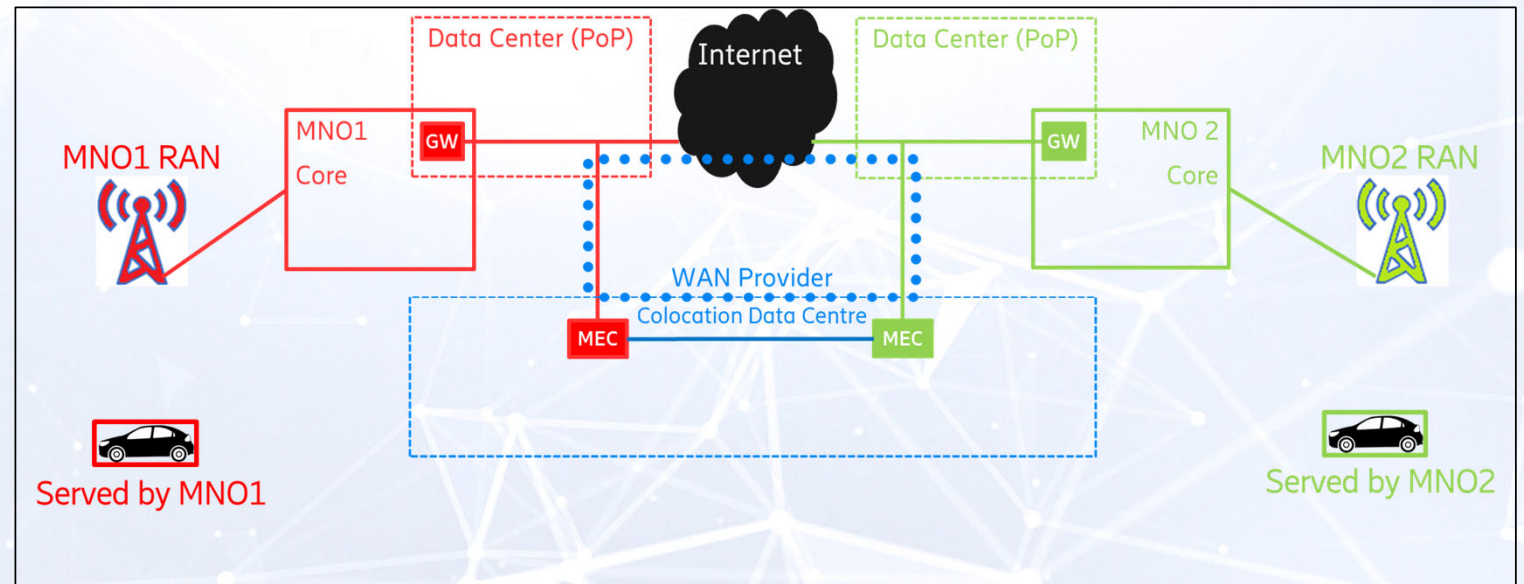 Data Center (PoP)
Internet
Data Center (PoP)
MNO1 RAN
MNO1
Core
GW
GW
MNO 2
Core
MNO2 RAN
WAN Provider
Colocation Data Centre
MEC
MEC
Served by MNO1
Served by MNO2